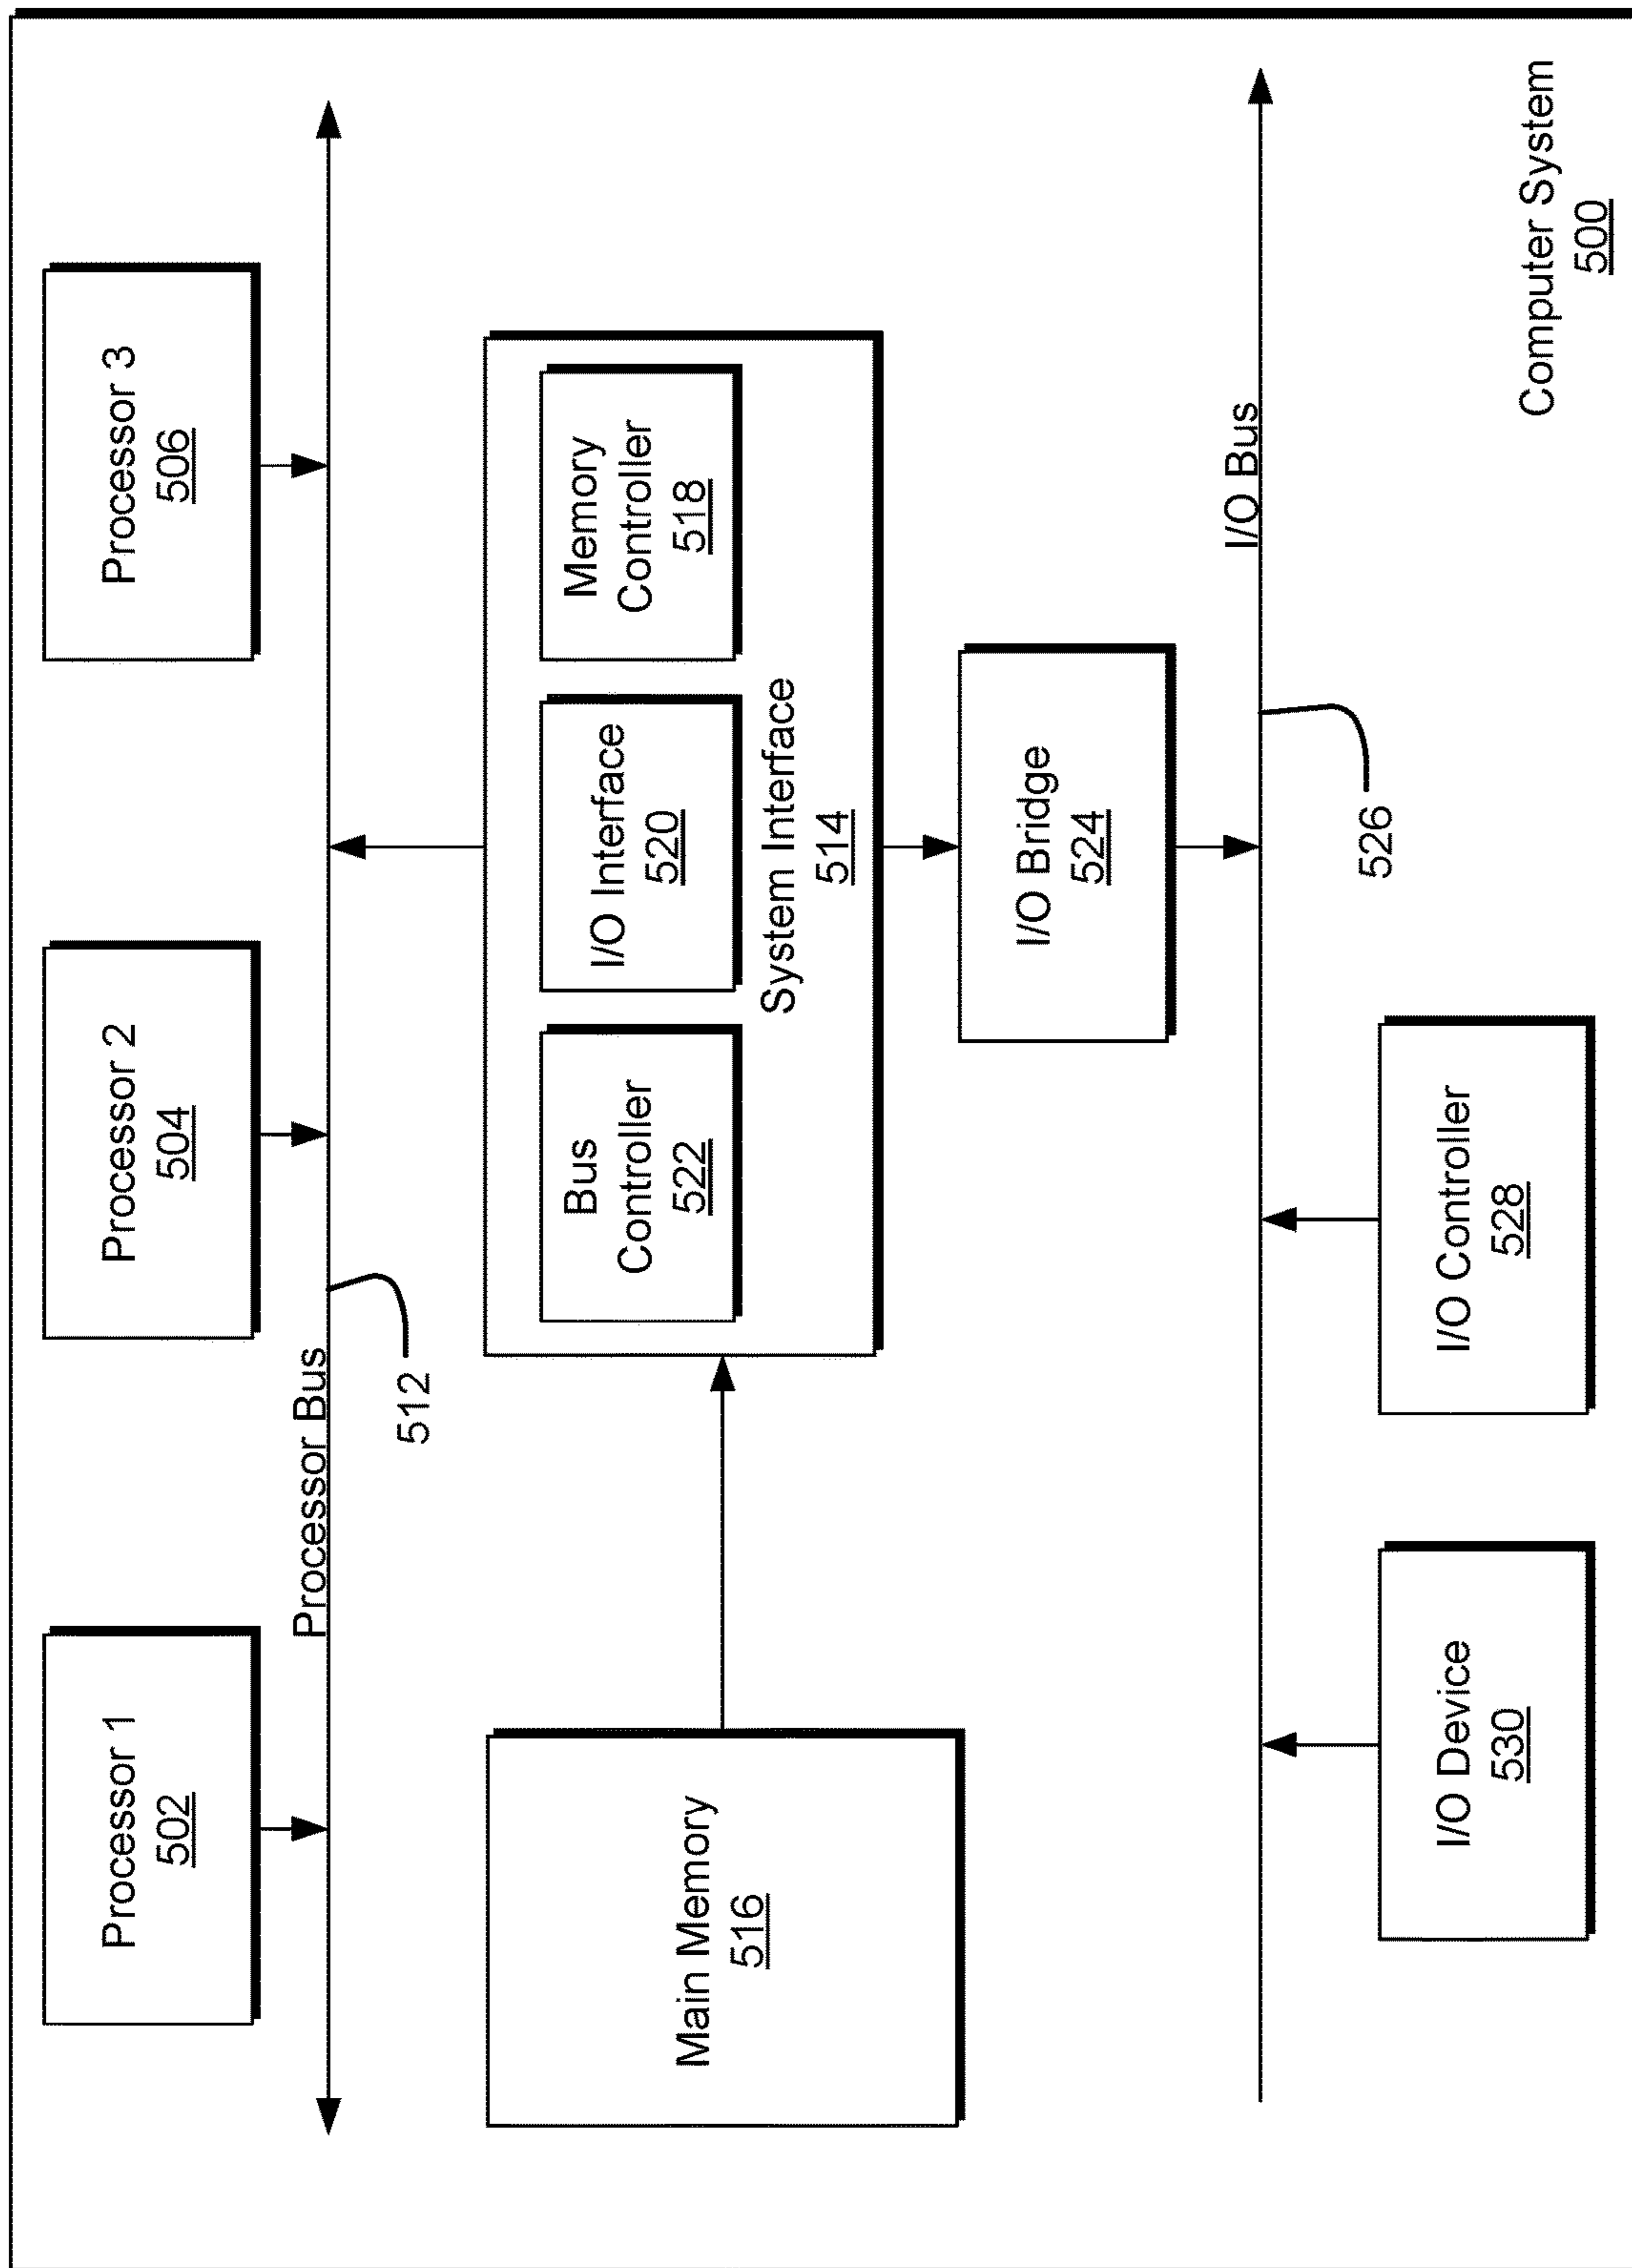 Processor 1
502
Processor 2
504
Processor 3
506
Processor Bus
512
Main Memory
516
Bus
Controller
522
I/O Interface
520
Memory
Controller
518
System Interface
514
I/O Bridge
524
I/O Bus
526
I/O Device
530
I/O Controller
528
Computer System
500